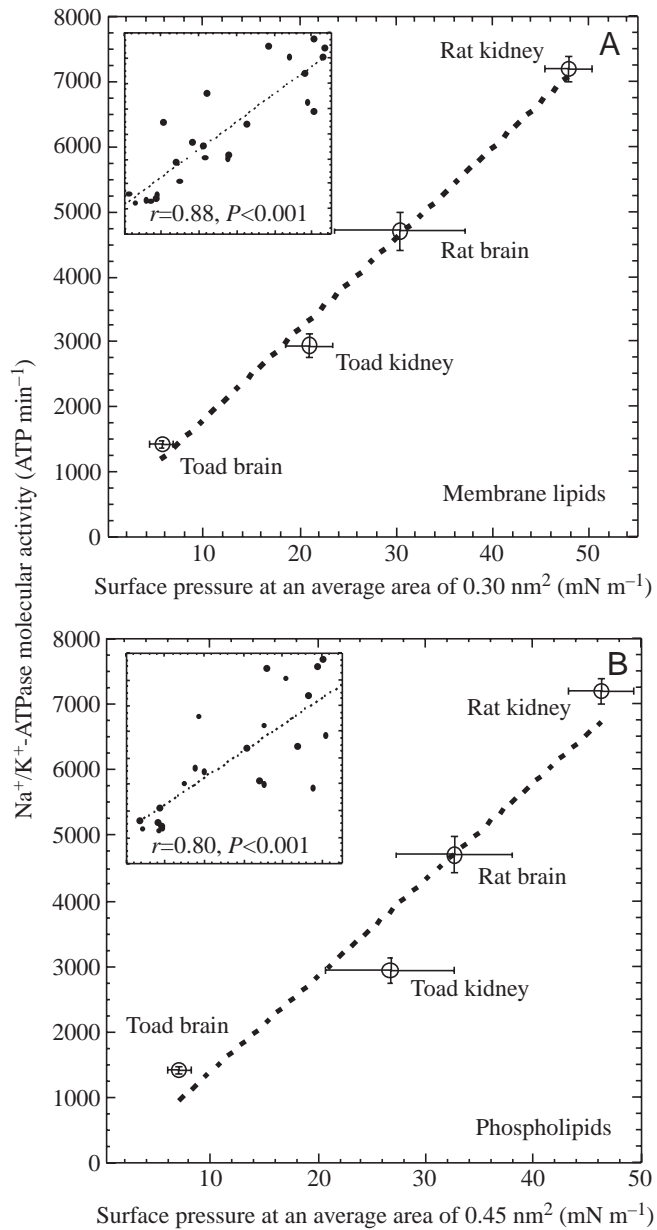 Na⁺/K⁺-ATPase molecular activity (ATP min⁻¹)
A
8000
7000
6000
5000
4000
3000
2000
1000
0
r=0.88, P<0.001
Rat kidney
Rat brain
Toad kidney
Toad brain
Membrane lipids
10 20 30 40 50
Surface pressure at an average area of 0.30 nm² (mN m⁻¹)
B
8000
7000
6000
5000
4000
3000
2000
1000
0
r=0.80, P<0.001
Rat kidney
Rat brain
Toad kidney
Toad brain
Phospholipids
10 20 30 40 50
Surface pressure at an average area of 0.45 nm² (mN m⁻¹)